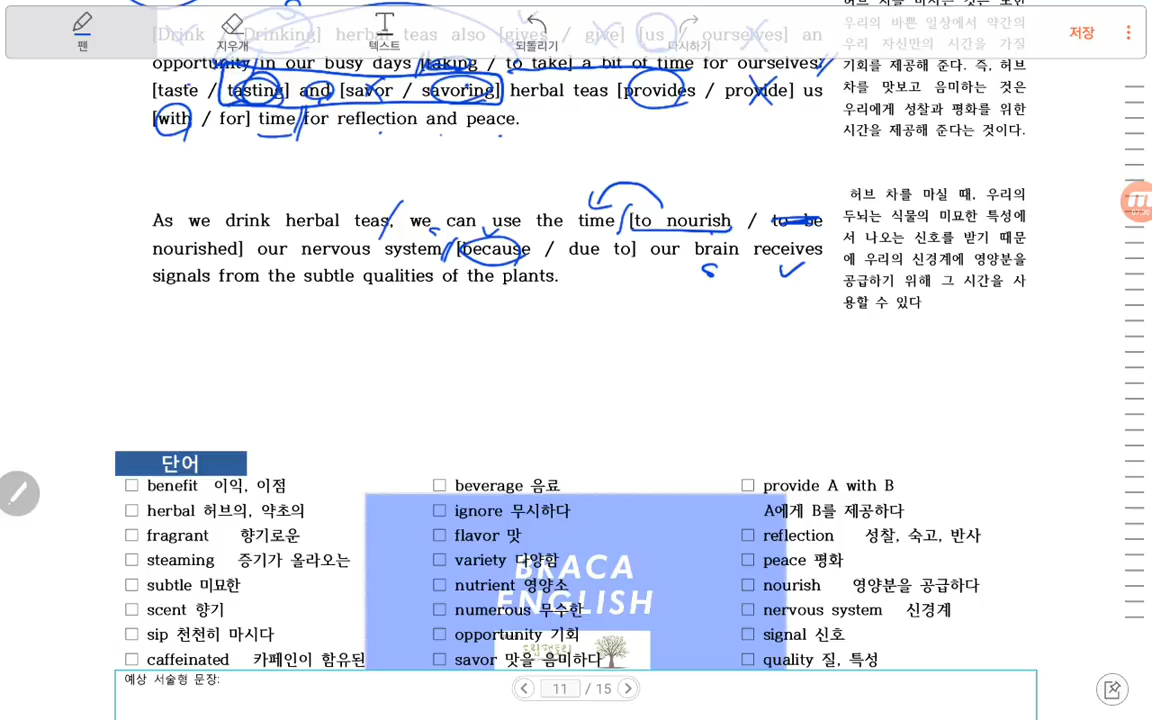 펜
지우개
텍스트
되돌리기
다시하기
저장
[Drink / Drinking] herbal teas also [gives / give] [us / ourselves] an
opportunity in our busy days [taking / to take] a bit of time for ourselves.
[taste / tasting] and [savor / savoring] herbal teas [provides / provide] us
[with / for] time for reflection and peace.
우리의 바쁜 일상에서 약간의
우리 자신만의 시간을 가질
기회를 제공해 준다. 즉, 허브
차를 맛보고 음미하는 것은
우리에게 성찰과 평화를 위한
시간을 제공해 준다는 것이다.
As we drink herbal teas, we can use the time [to nourish / to be
nourished] our nervous system, [because / due to] our brain receives
signals from the subtle qualities of the plants.
허브 차를 마실 때, 우리의
두뇌는 식물의 미묘한 특성에
서 나오는 신호를 받기 때문
에 우리의 신경계에 영양분을
공급하기 위해 그 시간을 사
용할 수 있다
단어
benefit 이익, 이점
herbal 허브의, 약초의
fragrant 향기로운
steaming 증기가 올라오는
subtle 미묘한
scent 향기
sip 천천히 마시다
caffeinated 카페인이 함유된
beverage 음료
ignore 무시하다
flavor 맛
variety 다양함
nutrient 영양소
numerous 무수한
opportunity 기회
savor 맛을 음미하다
provide A with B
A에게 B를 제공하다
reflection 성찰, 숙고, 반사
peace 평화
nourish 영양분을 공급하다
nervous system 신경계
signal 신호
quality 질, 특성
BRACA
ENGLISH
예상 서술형 문장:
11 / 15